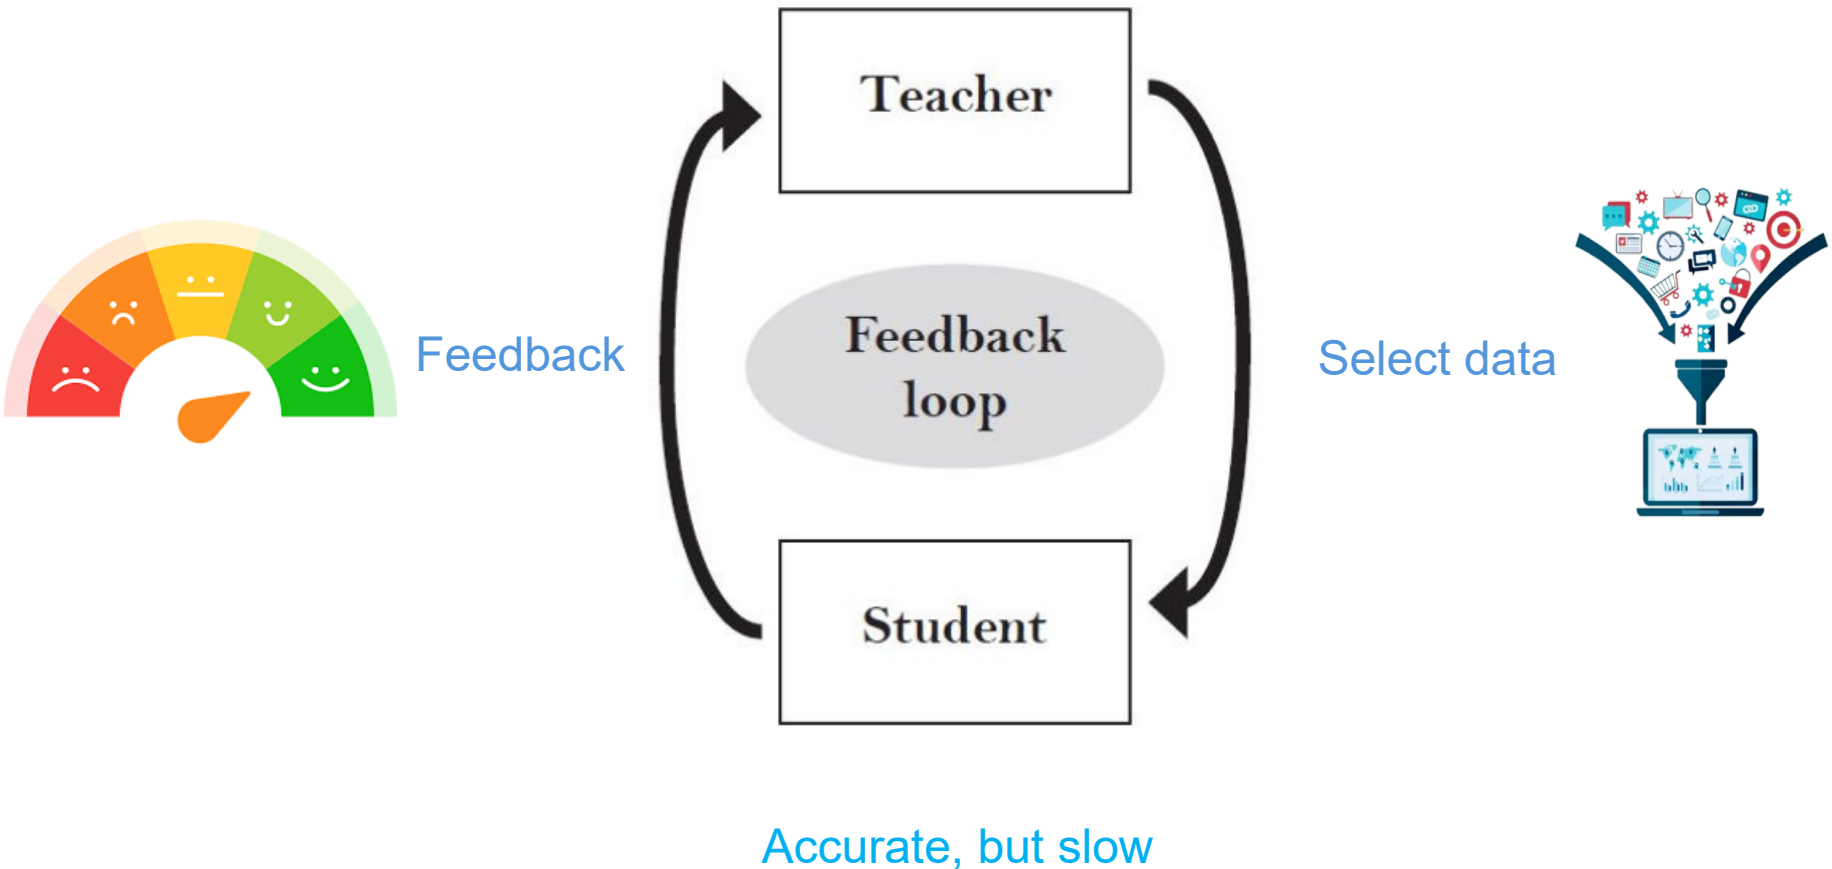 Teacher
Feedback
Feedback
loop
Select data
Student
Accurate, but slow